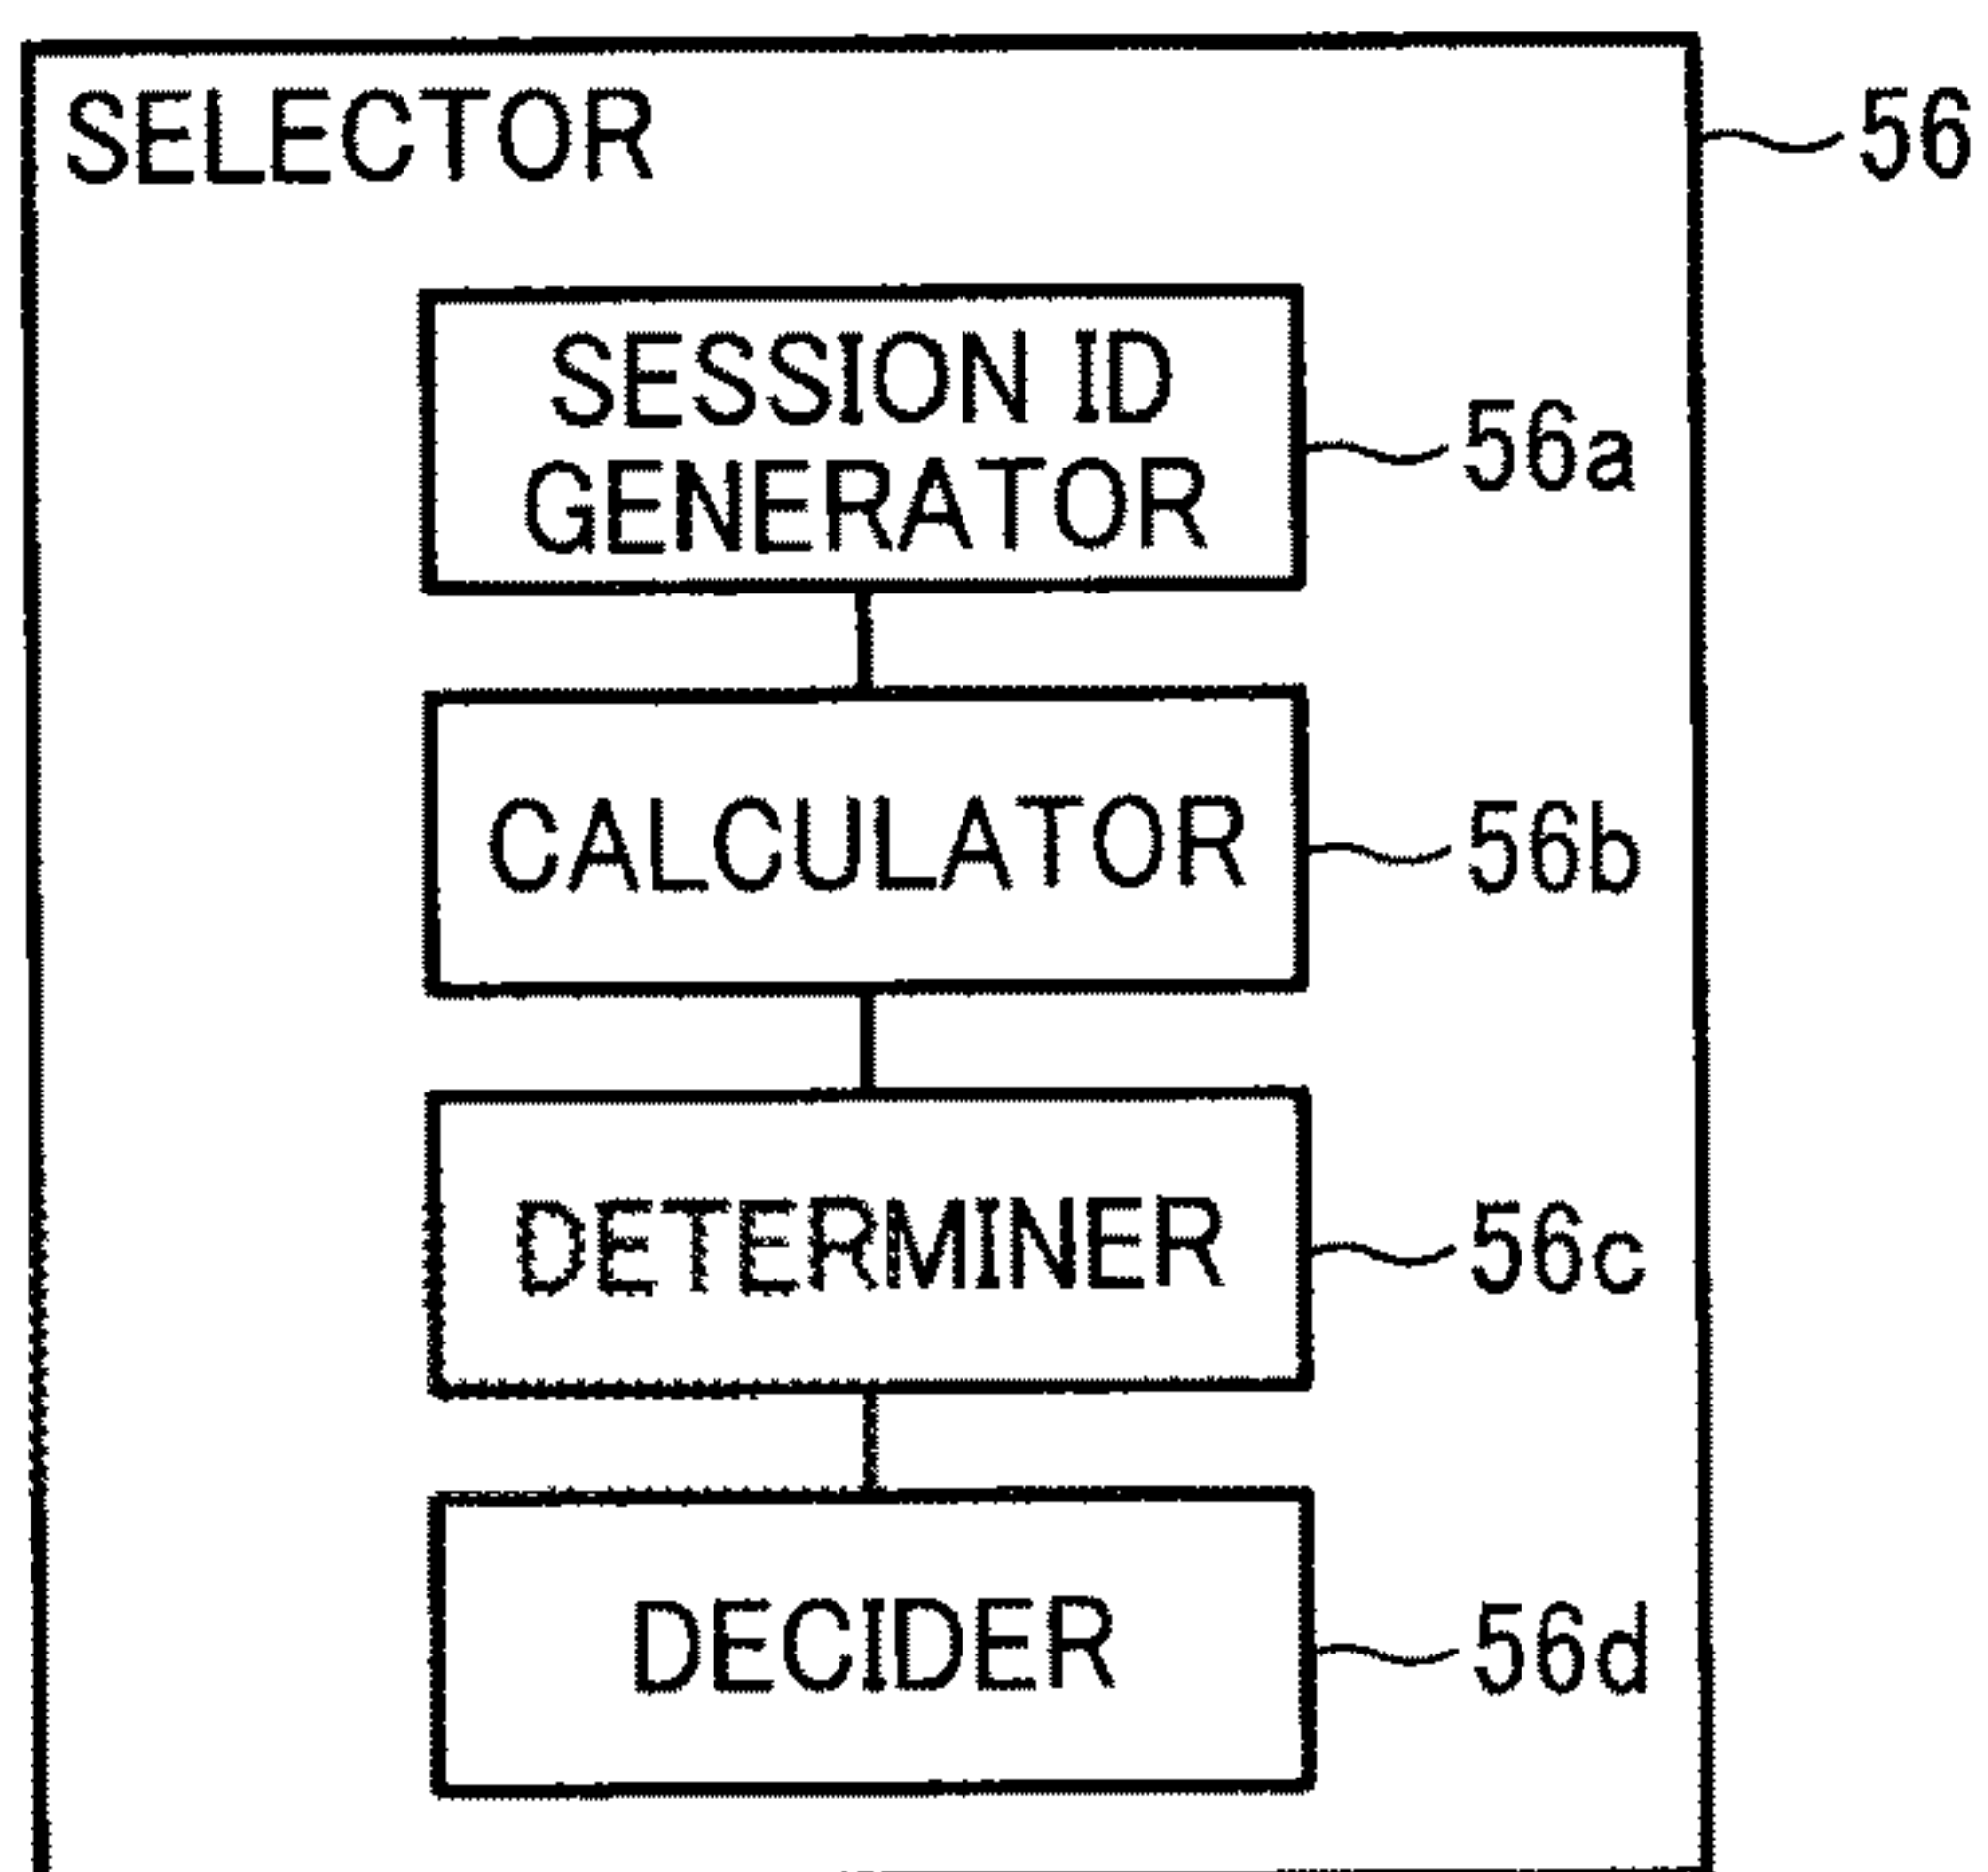 SELECTOR
56
SESSION ID
GENERATOR
56a
CALCULATOR
56b
DETERMINER
56c
DECIDER
56d